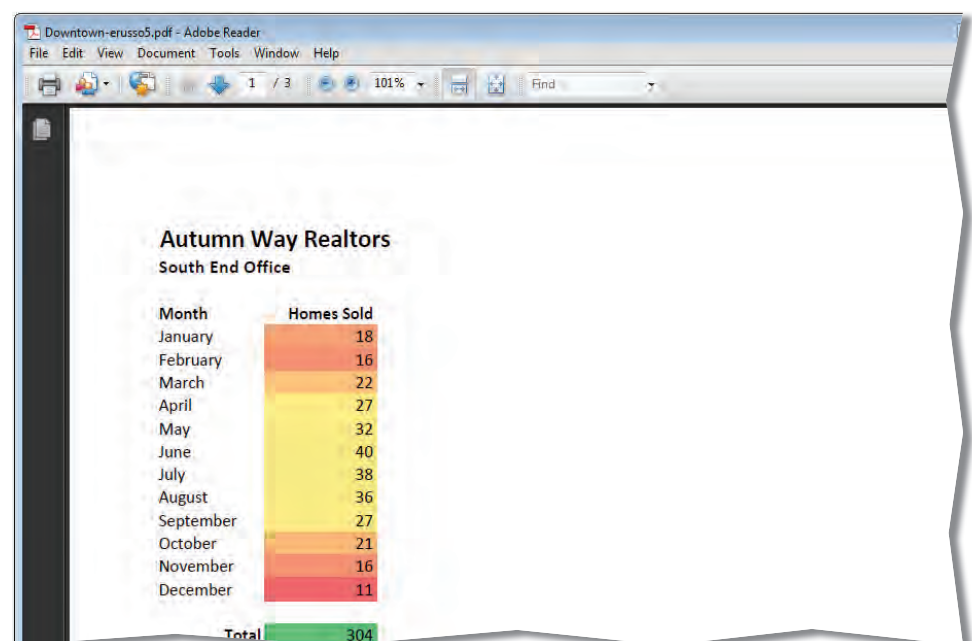 Downtown-erusso5.pdf - Adobe Reader
File Edit View Document Tools Window Help
1 / 3 101% Find
Autumn Way Realtors
South End Office
Month Homes Sold
January 18
February 16
March 22
April 27
May 32
June 40
July 38
August 36
September 27
October 21
November 16
December 11
Total 304